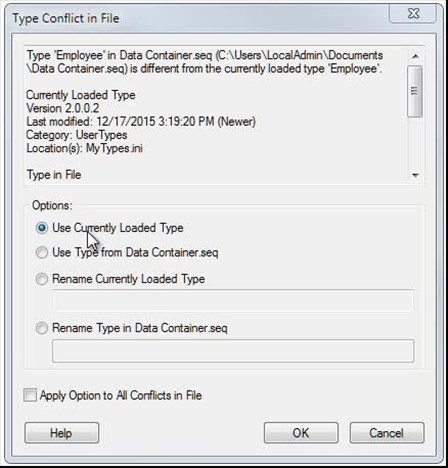 Type Conflict in File
Type 'Employee' in Data Container.seq (C:\Users\LocalAdmin\Documents
\Data Container.seq) is different from the currently loaded type 'Employee'.
Currently Loaded Type
Version 2.0.0.2
Last modified: 12/17/2015 3:19:20 PM (Newer)
Category: UserTypes
Location(s): MyTypes.ini
Type in File
Options:
Use Currently Loaded Type
Use Type from Data Container.seq
Rename Currently Loaded Type
Rename Type in Data Container.seq
Apply Option to All Conflicts in File
Help
OK
Cancel